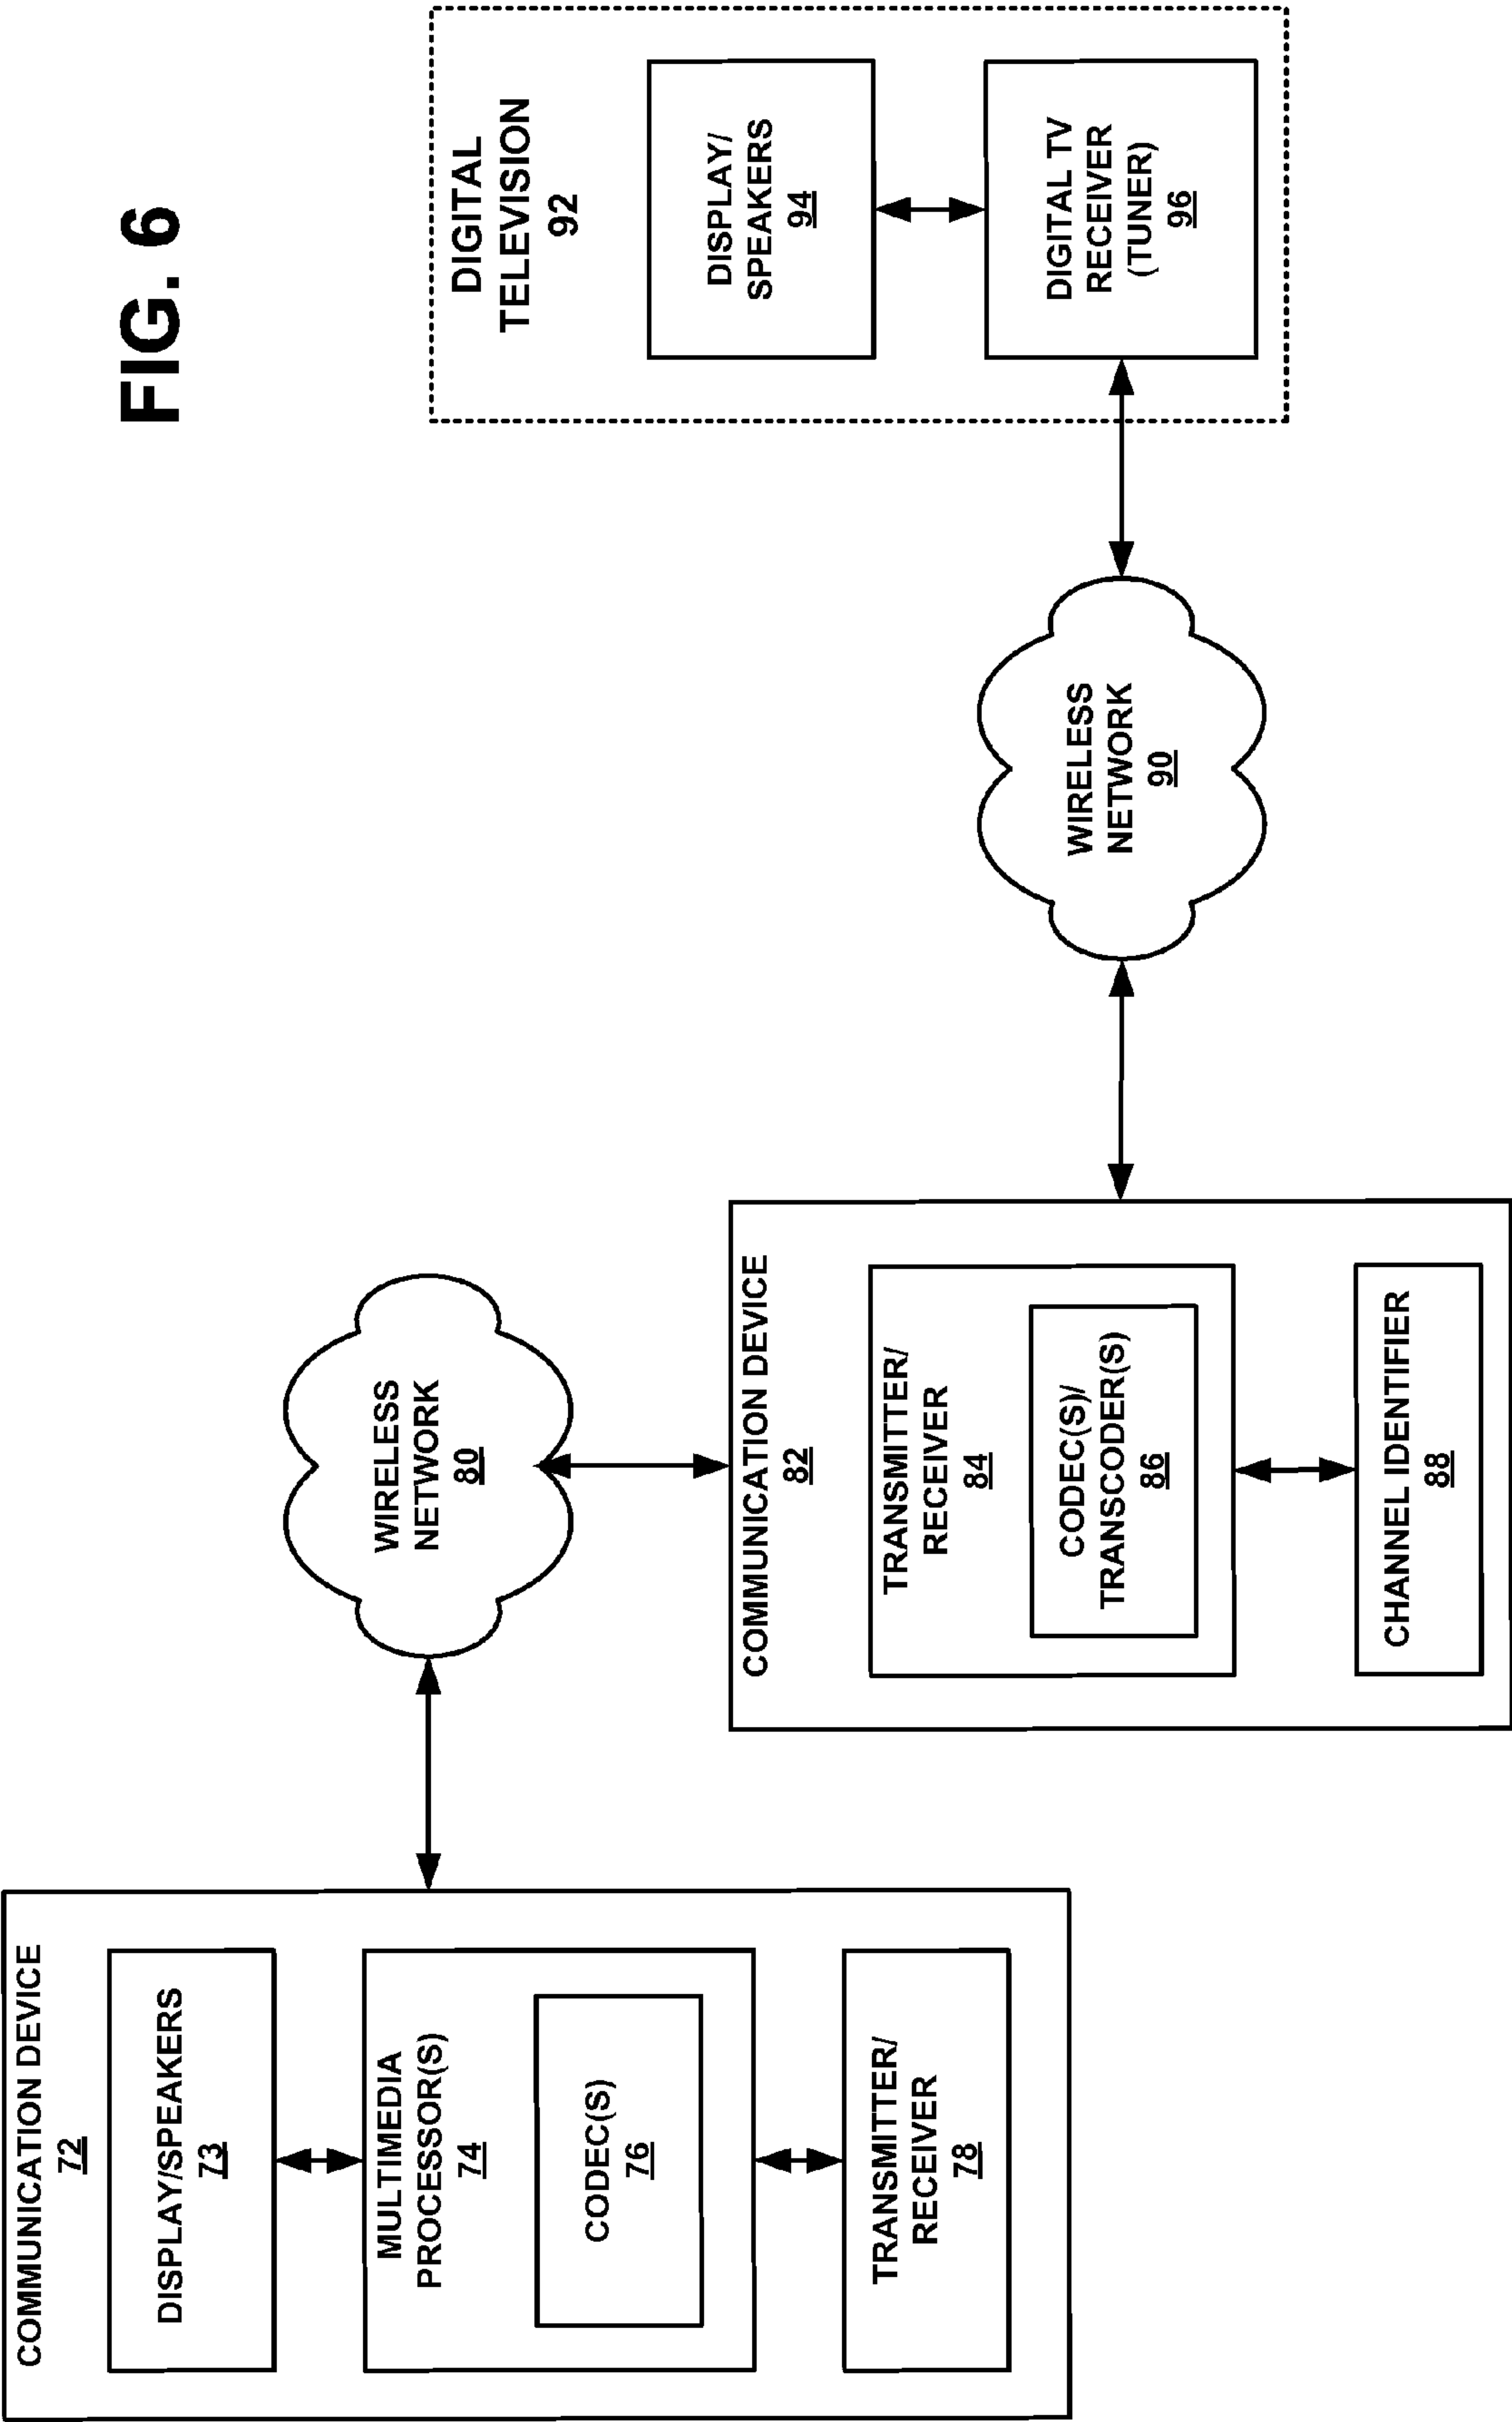 FIG. 6
COMMUNICATION DEVICE
72
DISPLAY/SPEAKERS
73
MULTIMEDIA
PROCESSOR(S)
74
CODEC(S)
76
TRANSMITTER/
RECEIVER
78
WIRELESS
NETWORK
80
COMMUNICATION DEVICE
82
TRANSMITTER/
RECEIVER
84
CODEC(S)/
TRANSCODER(S)
86
CHANNEL IDENTIFIER
88
WIRELESS
NETWORK
90
DIGITAL
TELEVISION
92
DISPLAY/
SPEAKERS
94
DIGITAL TV
RECEIVER
(TUNER)
96